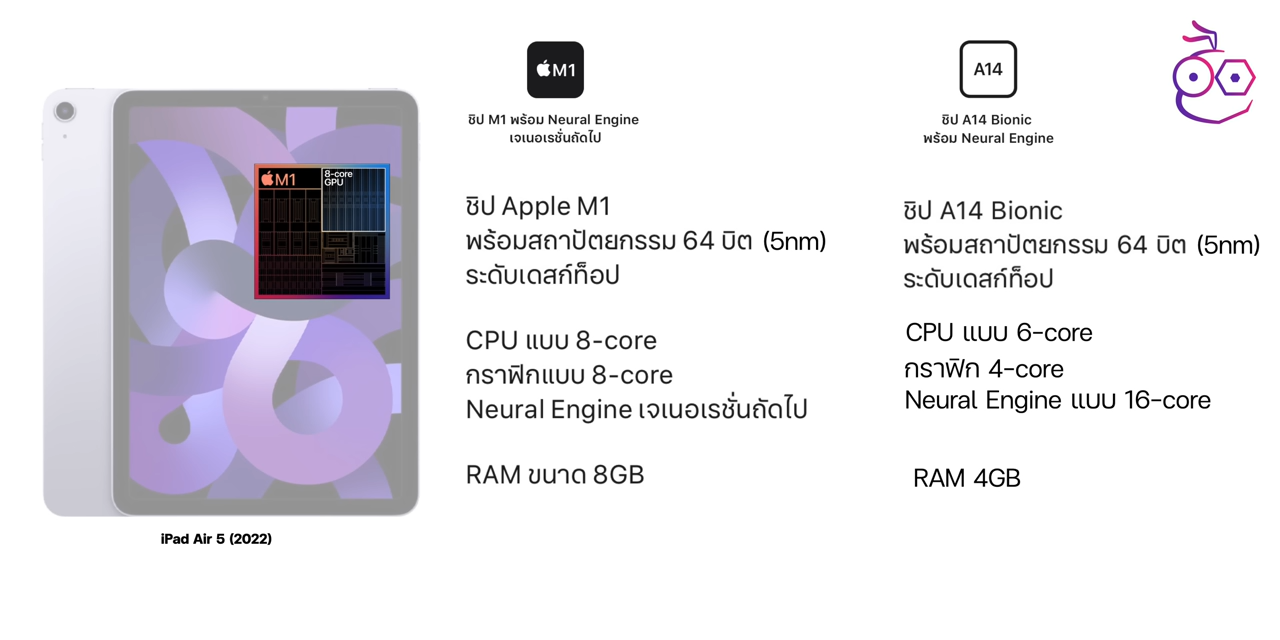 M1
8-core
GPU
iPad Air 5 (2022)
M1
ชิป M1 พร้อม Neural Engine
เจเนอเรชั่นถัดไป
ชิป Apple M1
พร้อมสถาปัตยกรรม 64 บิต (5nm)
ระดับเดสก์ท็อป
CPU แบบ 8-core
กราฟิกแบบ 8-core
Neural Engine เจเนอเรชั่นถัดไป
RAM ขนาด 8GB
A14
ชิป A14 Bionic
พร้อม Neural Engine
ชิป A14 Bionic
พร้อมสถาปัตยกรรม 64 บิต (5nm)
ระดับเดสก์ท็อป
CPU แบบ 6-core
กราฟิก 4-core
Neural Engine แบบ 16-core
RAM 4GB